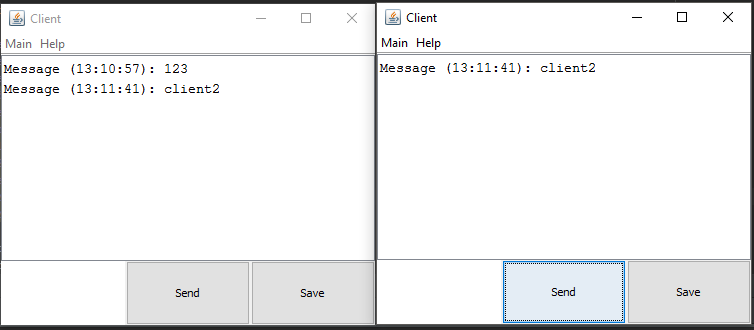 Client
Main Help
Message (13:10:57): 123
Message (13:11:41): client2
Send Save
Client
Main Help
Message (13:11:41): client2
Send Save